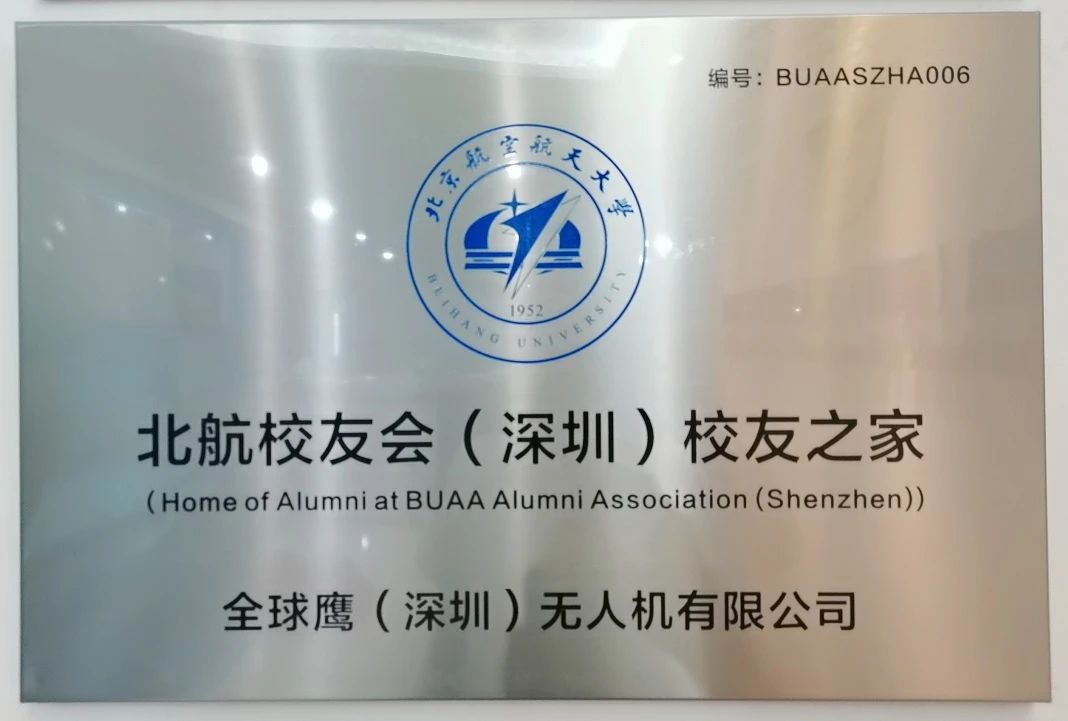 编号：BUAASZHA006
北京航空航天大学
1952
BEIHANG UNIVERSITY
北航校友会（深圳）校友之家
(Home of Alumni at BUAA Alumni Association (Shenzhen))
全球鹰（深圳）无人机有限公司